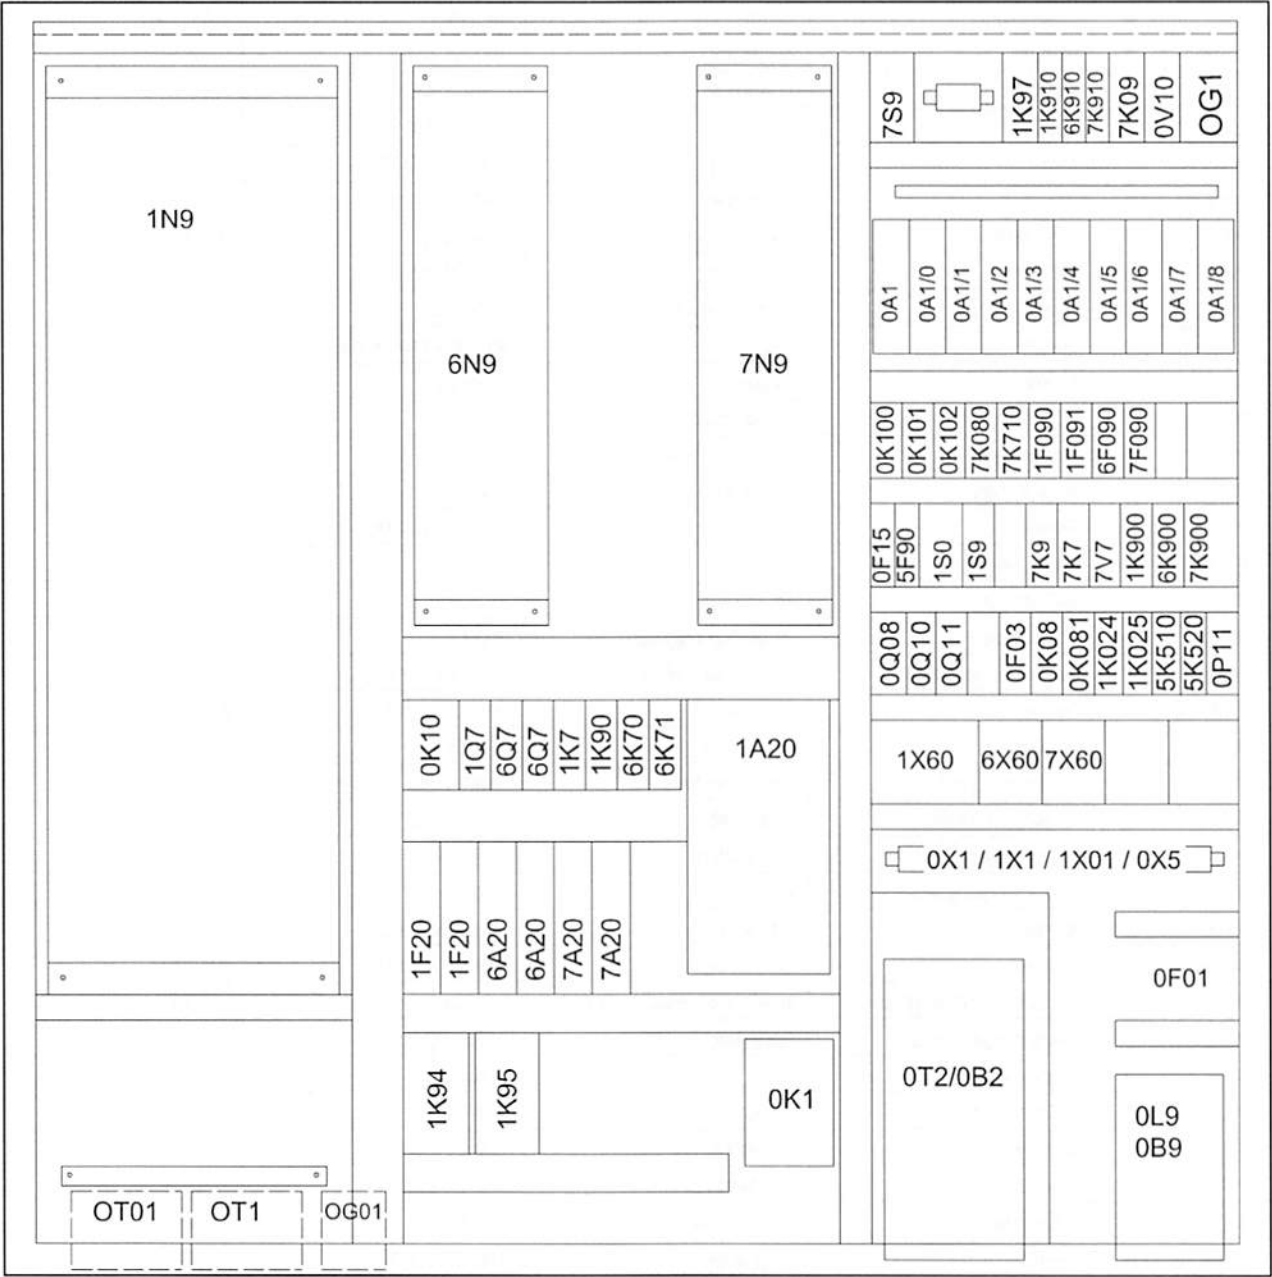 1N9
OT01 OT1 OG01
6N9 7N9
0K10 1Q7 6Q7 6Q7 1K7 1K90 6K70 6K71
1A20
1F20 1F20 6A20 6A20 7A20 7A20
1K94 1K95 0K1
7S9 1K97 1K910 6K910 7K910 7K09 0V10 OG1
0A1 0A1/0 0A1/1 0A1/2 0A1/3 0A1/4 0A1/5 0A1/6 0A1/7 0A1/8
0K100 0K101 0K102 7K080 7K710 1F090 1F091 6F090 7F090
0F15 5F90 1S0 1S9 7K9 7K7 7V7 1K900 6K900 7K900
0Q08 0Q10 0Q11 0F03 0K08 0K081 1K024 1K025 5K510 5K520 0P11
1X60 6X60 7X60
0X1 / 1X1 / 1X01 / 0X5
0F01
0T2/0B2
0L9
0B9